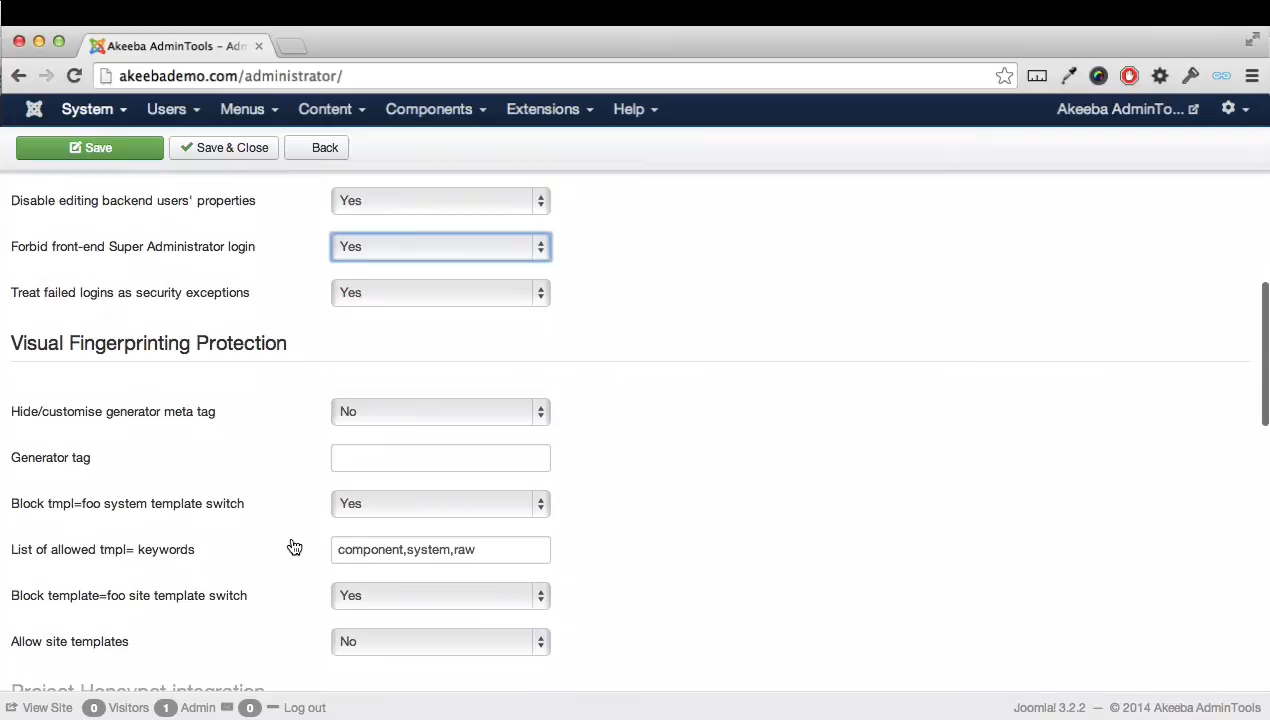 Akeeba AdminTools - Adm
akeebademo.com/administrator/
System Users Menus Content Components Extensions Help Akeeba AdminTo...
Save Save & Close Back
Disable editing backend users' properties Yes
Forbid front-end Super Administrator login Yes
Treat failed logins as security exceptions Yes
Visual Fingerprinting Protection
Hide/customise generator meta tag No
Generator tag
Block tmpl=foo system template switch Yes
List of allowed tmpl= keywords component,system,raw
Block template=foo site template switch Yes
Allow site templates No
Project Honeypot integration
View Site 0 Visitors 1 Admin 0 Log out Joomla! 3.2.2 — © 2014 Akeeba AdminTools